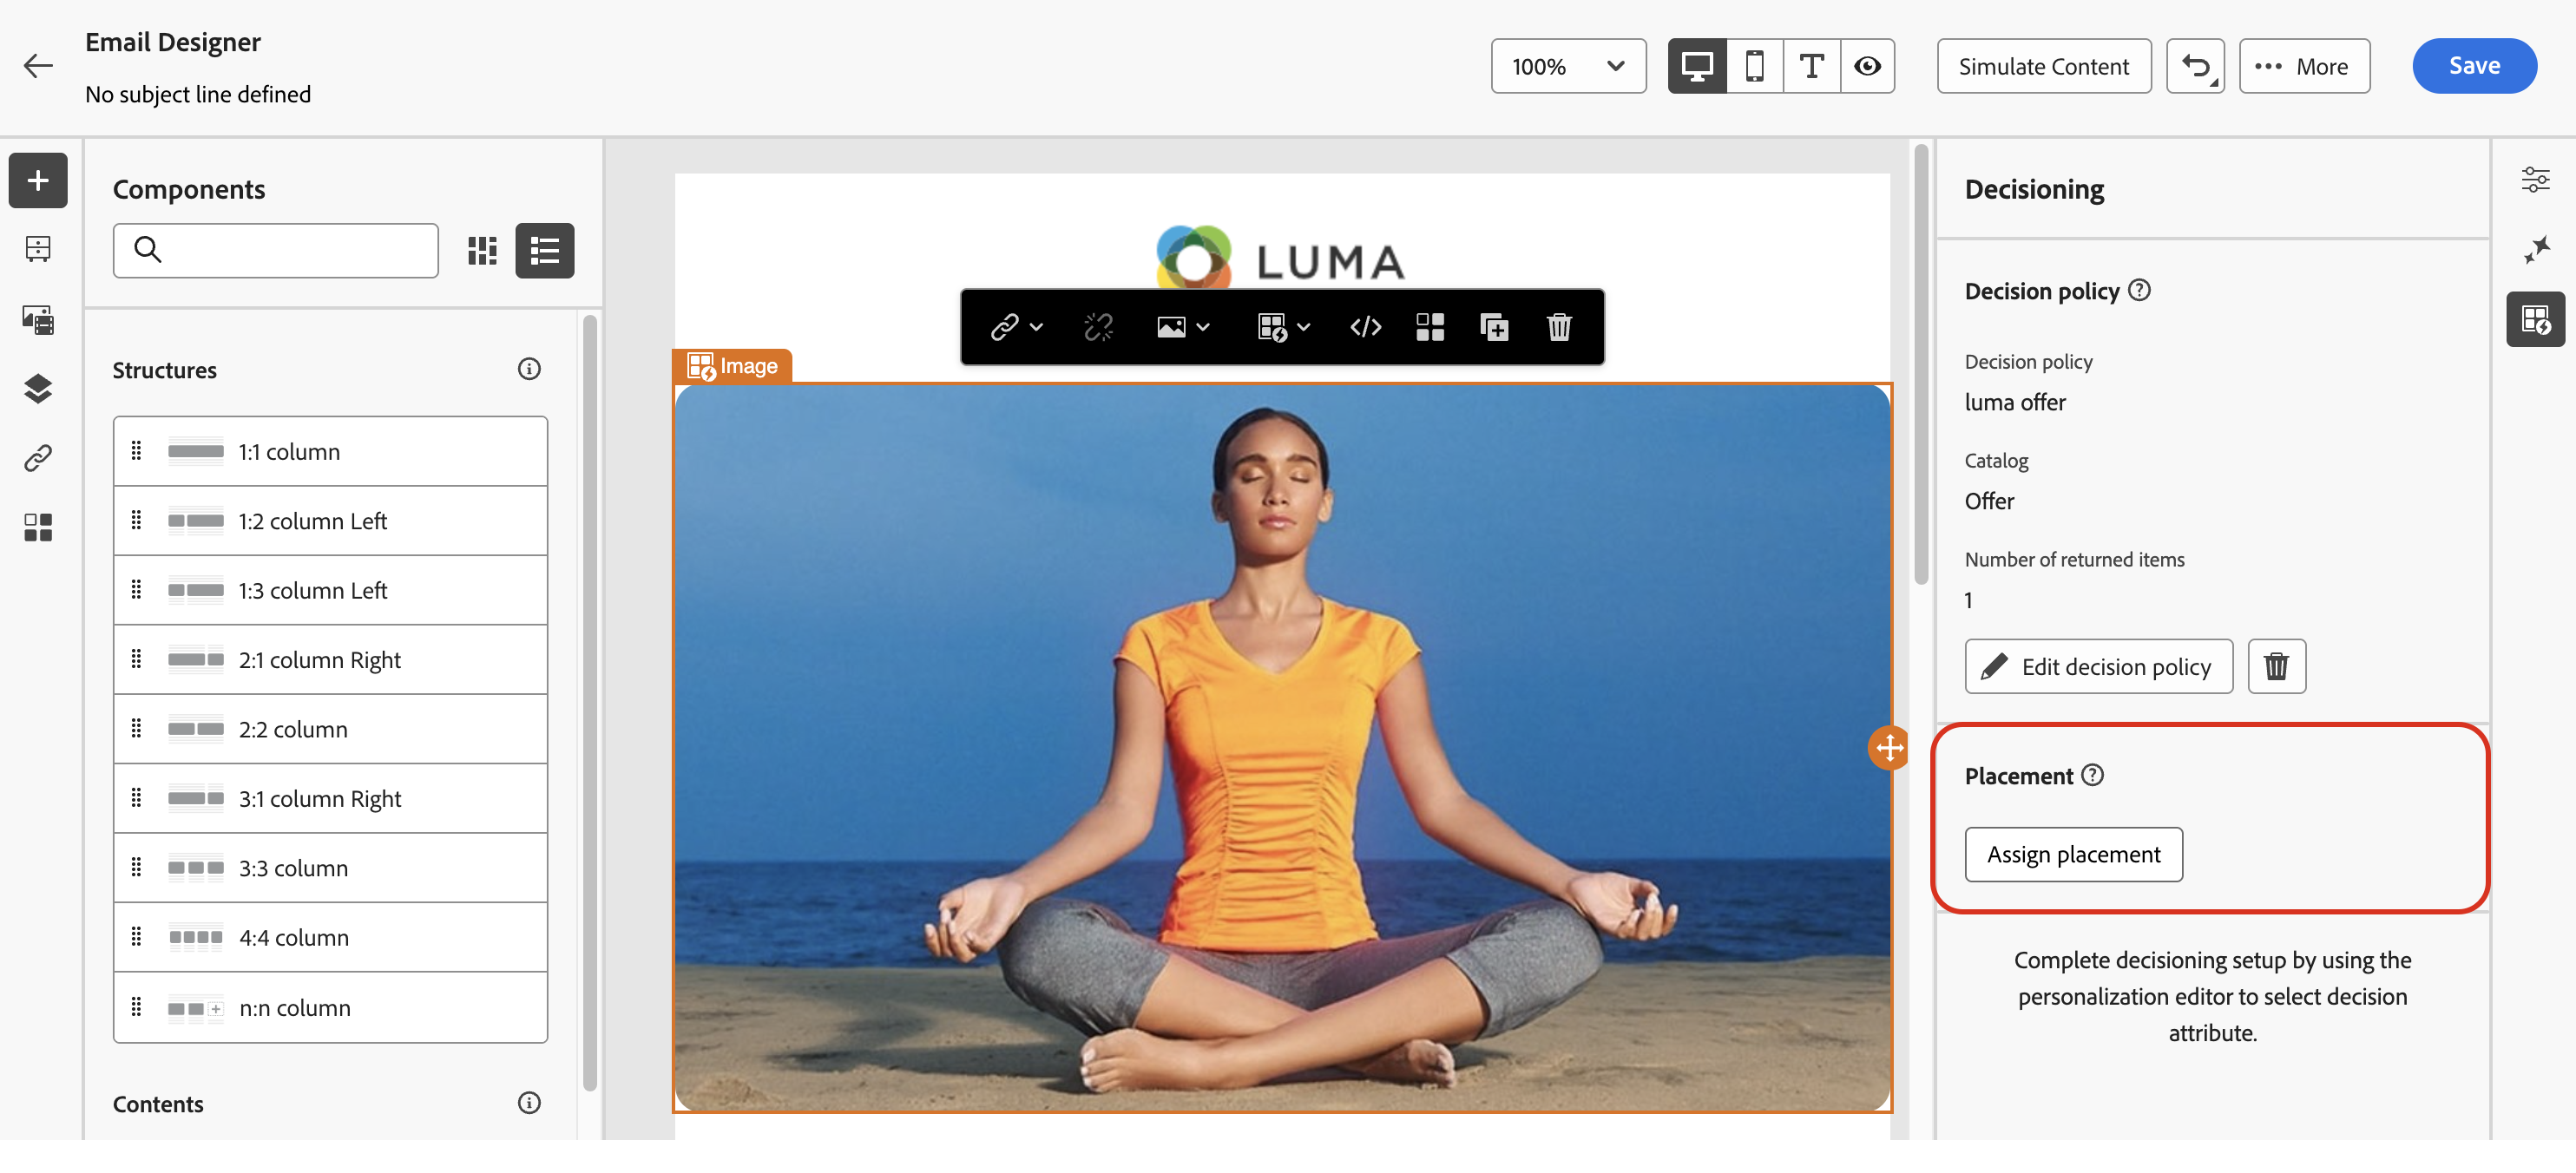 Email Designer
No subject line defined
100%
Simulate Content
More
Save
Components
Structures
1:1 column
1:2 column Left
1:3 column Left
2:1 column Right
2:2 column
3:1 column Right
3:3 column
4:4 column
n:n column
Contents
LUMA
Image
Decisioning
Decision policy
Decision policy
luma offer
Catalog
Offer
Number of returned items
1
Edit decision policy
Placement
Assign placement
Complete decisioning setup by using the
personalization editor to select decision
attribute.